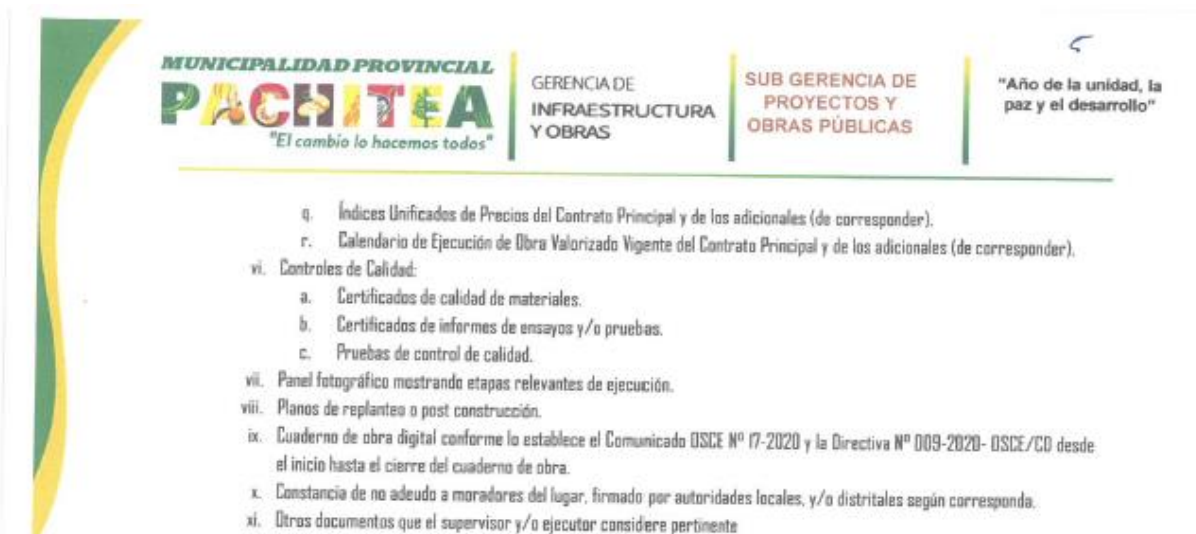 5
MUNICIPALIDAD PROVINCIAL
PACHITEA
"El cambio lo hacemos todos"
GERENCIA DE
INFRAESTRUCTURA
Y OBRAS
SUB GERENCIA DE
PROYECTOS Y
OBRAS PÚBLICAS
"Año de la unidad, la
paz y el desarrollo"
q. Índices Unificados de Precios del Contrato Principal y de los adicionales (de corresponder).
r. Calendario de Ejecución de Obra Valorizado Vigente del Contrato Principal y de los adicionales (de corresponder).
vi. Controles de Calidad:
a. Certificados de calidad de materiales.
b. Certificados de informes de ensayos y/o pruebas.
c. Pruebas de control de calidad.
vii. Panel fotográfico mostrando etapas relevantes de ejecución.
viii. Planos de replanteo o post construcción.
ix. Cuaderno de obra digital conforme lo establece el Comunicado OSCE Nº 17-2020 y la Directiva Nº 009-2020- OSCE/CD desde
el inicio hasta el cierre del cuaderno de obra.
x. Constancia de no adeudo a moradores del lugar, firmado por autoridades locales, y/o distritales según corresponda.
xi. Otros documentos que el supervisor y/o ejecutor considere pertinente